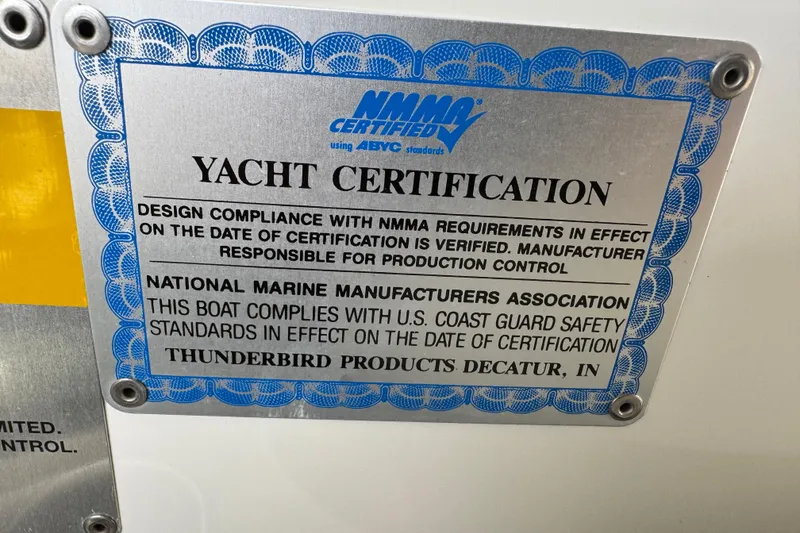 NMMA®
CERTIFIED
using ABYC standards
YACHT CERTIFICATION
DESIGN COMPLIANCE WITH NMMA REQUIREMENTS IN EFFECT
ON THE DATE OF CERTIFICATION IS VERIFIED. MANUFACTURER
RESPONSIBLE FOR PRODUCTION CONTROL
NATIONAL MARINE MANUFACTURERS ASSOCIATION
THIS BOAT COMPLIES WITH U.S. COAST GUARD SAFETY
STANDARDS IN EFFECT ON THE DATE OF CERTIFICATION
THUNDERBIRD PRODUCTS DECATUR, IN
MITED.
NTROL.